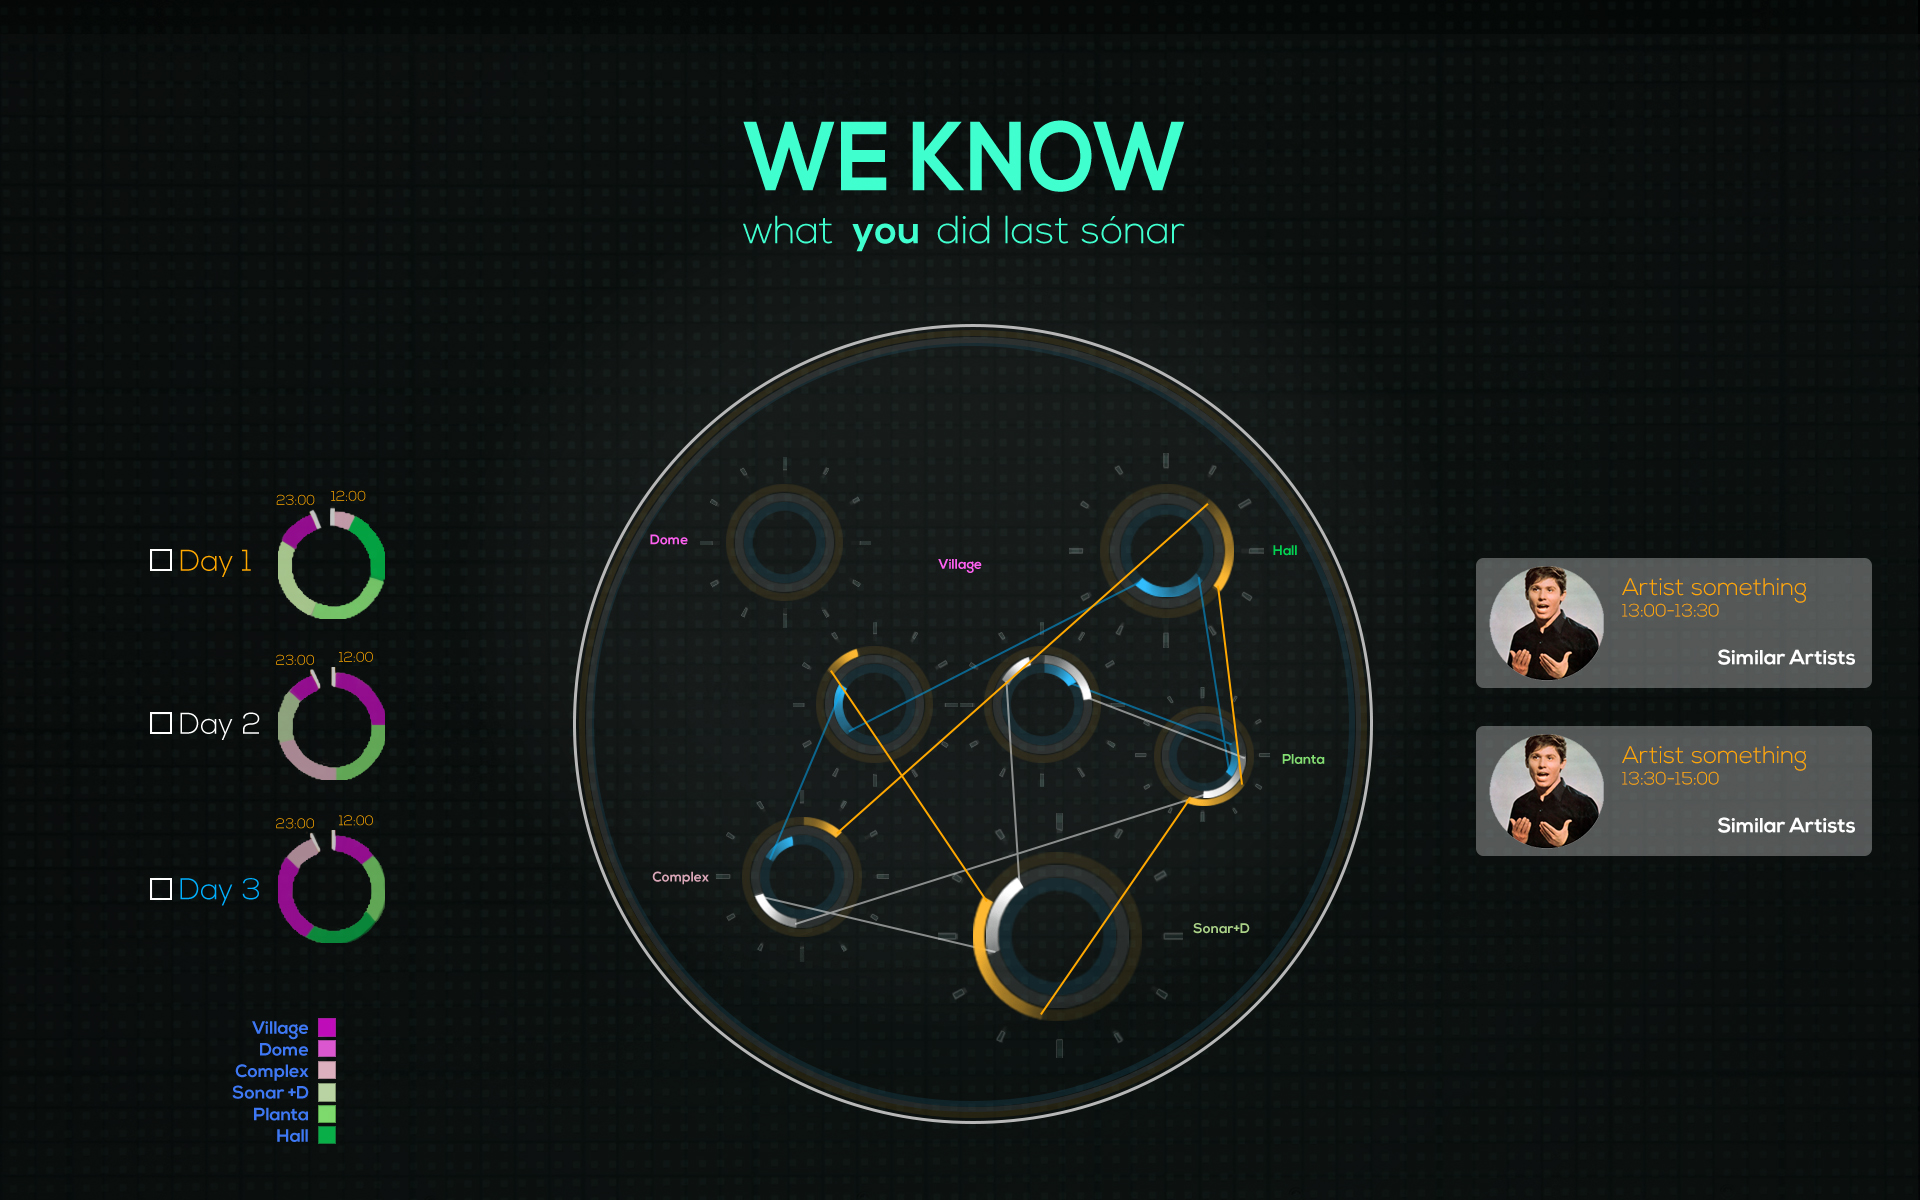 WE KNOW
what you did last sónar
23:00 12:00
Day 1
23:00 12:00
Day 2
23:00 12:00
Day 3
Village
Dome
Complex
Sonar +D
Planta
Hall
Dome
Village
Hall
Planta
Complex
Sonar+D
Artist something
13:00-13:30
Similar Artists
Artist something
13:30-15:00
Similar Artists